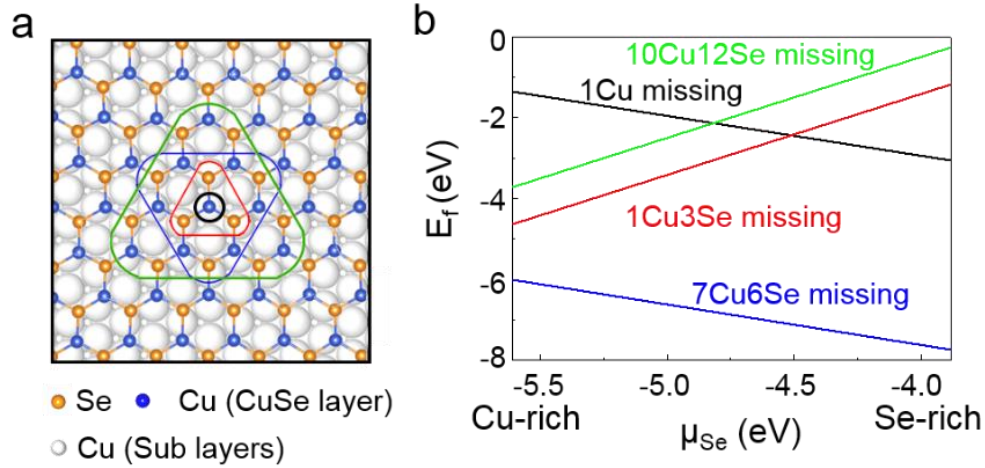 a
Se
Cu (CuSe layer)
Cu (Sub layers)
b
0
-2
-4
-6
-8
E_f (eV)
10Cu12Se missing
1Cu missing
1Cu3Se missing
7Cu6Se missing
-5.5
-5.0
-4.5
-4.0
Cu-rich
μ_Se (eV)
Se-rich